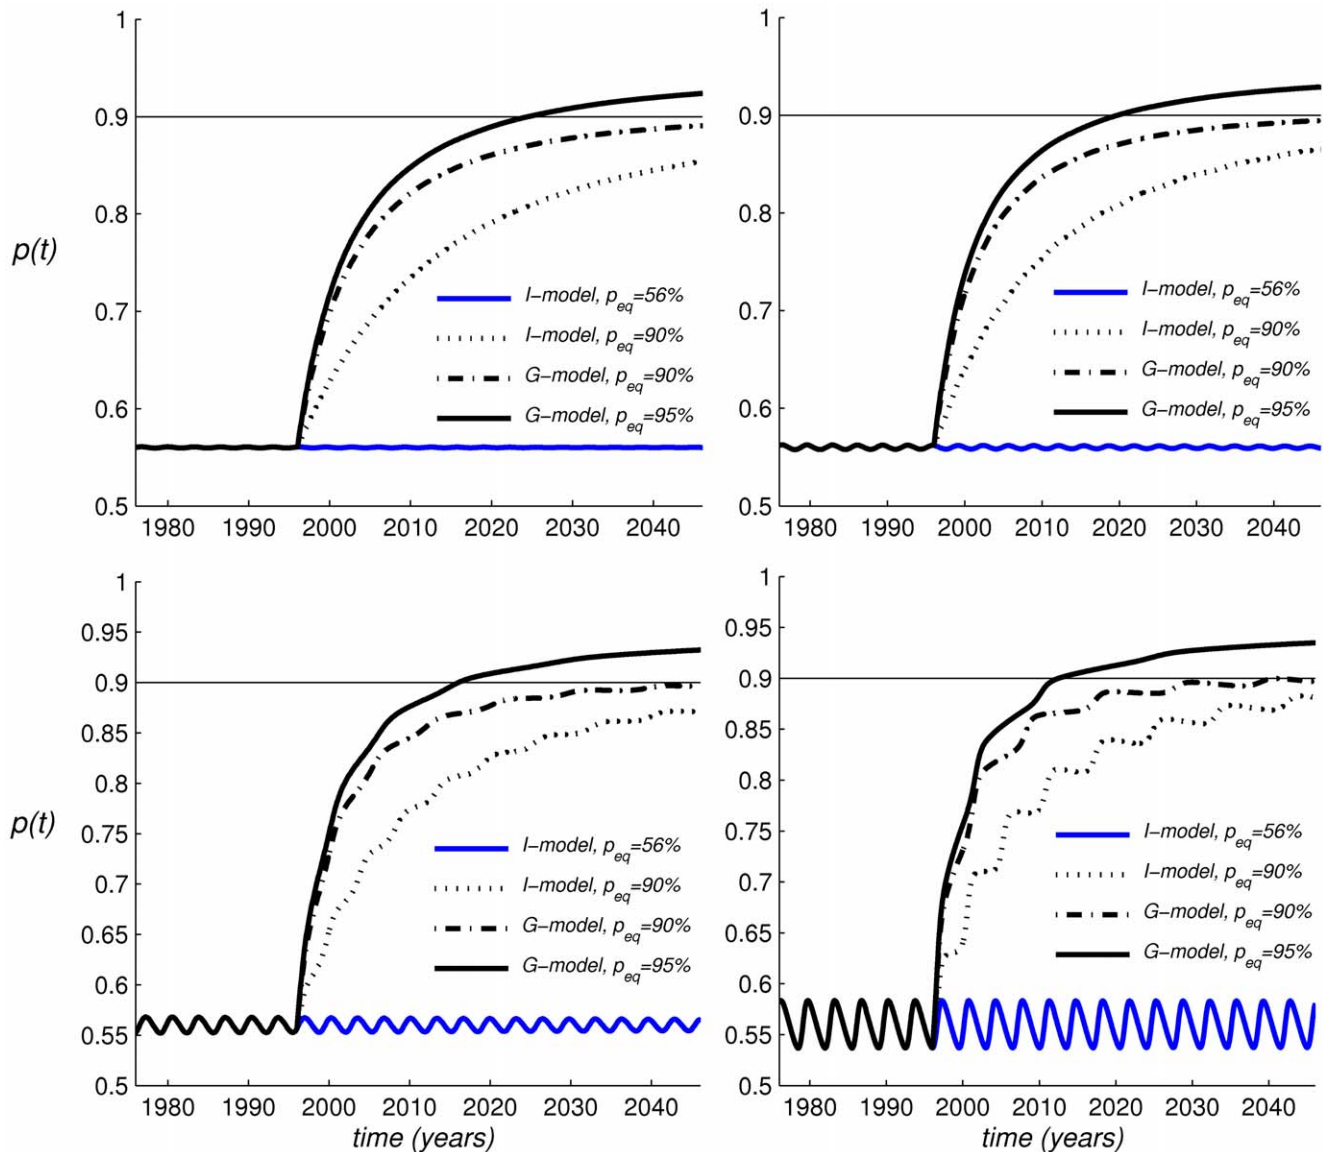 1
0.9
0.8
p(t)
0.7
0.6
0.5
I-model, p_eq=56%
I-model, p_eq=90%
G-model, p_eq=90%
G-model, p_eq=95%
1980 1990 2000 2010 2020 2030 2040
1
0.9
0.8
0.7
0.6
0.5
I-model, p_eq=56%
I-model, p_eq=90%
G-model, p_eq=90%
G-model, p_eq=95%
1980 1990 2000 2010 2020 2030 2040
1
0.95
0.9
0.85
0.8
p(t)
0.75
0.7
0.65
0.6
0.55
0.5
I-model, p_eq=56%
I-model, p_eq=90%
G-model, p_eq=90%
G-model, p_eq=95%
1980 1990 2000 2010 2020 2030 2040
time (years)
1
0.95
0.9
0.85
0.8
0.75
0.7
0.65
0.6
0.55
0.5
I-model, p_eq=56%
I-model, p_eq=90%
G-model, p_eq=90%
G-model, p_eq=95%
1980 1990 2000 2010 2020 2030 2040
time (years)